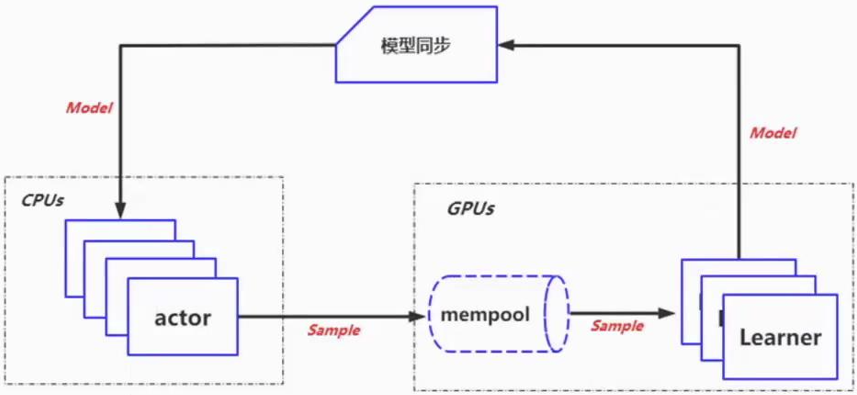 模型同步
Model
Model
CPUs
GPUs
actor
Sample
mempool
Sample
Learner